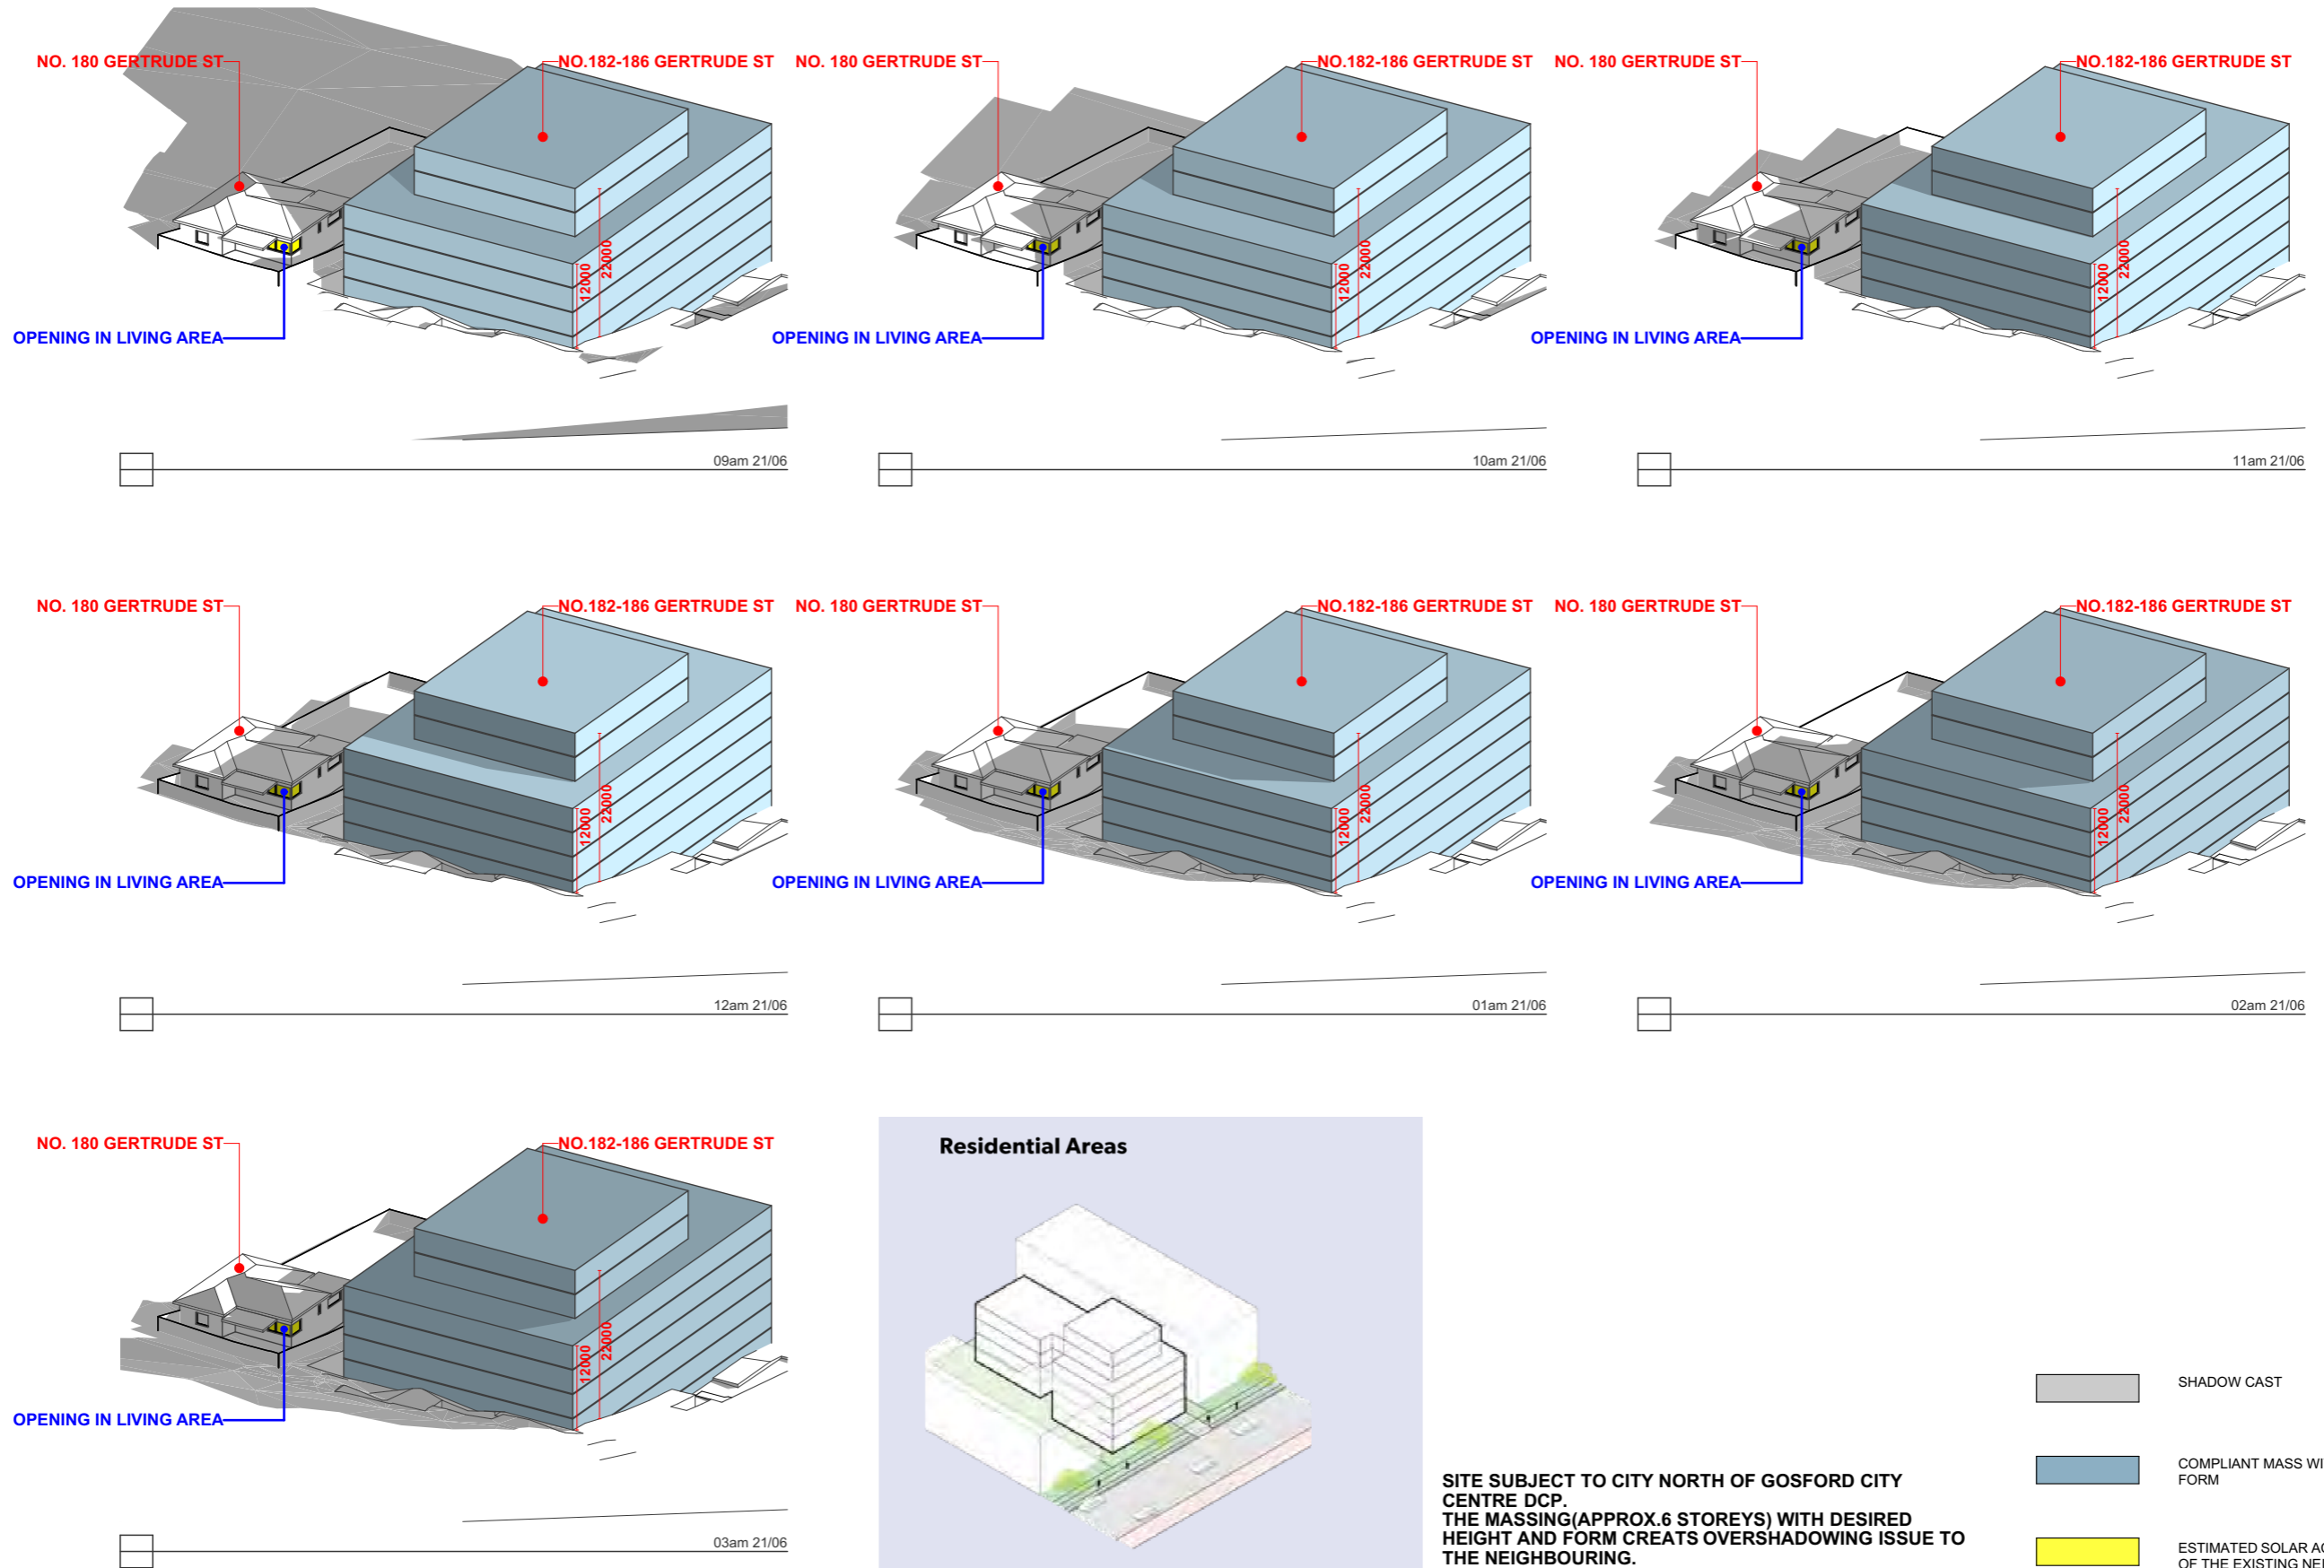 NO. 180 GERTRUDE ST
NO.182-186 GERTRUDE ST
12000
22000
OPENING IN LIVING AREA
09am 21/06
NO. 180 GERTRUDE ST
NO.182-186 GERTRUDE ST
12000
22000
OPENING IN LIVING AREA
10am 21/06
NO. 180 GERTRUDE ST
NO.182-186 GERTRUDE ST
12000
22000
OPENING IN LIVING AREA
11am 21/06
NO. 180 GERTRUDE ST
NO.182-186 GERTRUDE ST
12000
22000
OPENING IN LIVING AREA
12am 21/06
NO. 180 GERTRUDE ST
NO.182-186 GERTRUDE ST
12000
22000
OPENING IN LIVING AREA
01am 21/06
NO. 180 GERTRUDE ST
NO.182-186 GERTRUDE ST
12000
22000
OPENING IN LIVING AREA
02am 21/06
NO. 180 GERTRUDE ST
NO.182-186 GERTRUDE ST
12000
22000
OPENING IN LIVING AREA
03am 21/06
Residential Areas
SITE SUBJECT TO CITY NORTH OF GOSFORD CITY
CENTRE DCP.
THE MASSING(APPROX.6 STOREYS) WITH DESIRED
HEIGHT AND FORM CREATS OVERSHADOWING ISSUE TO
THE NEIGHBOURING.
SHADOW CAST
COMPLIANT MASS
FORM
ESTIMATED SOLAR
OF THE EXISTING